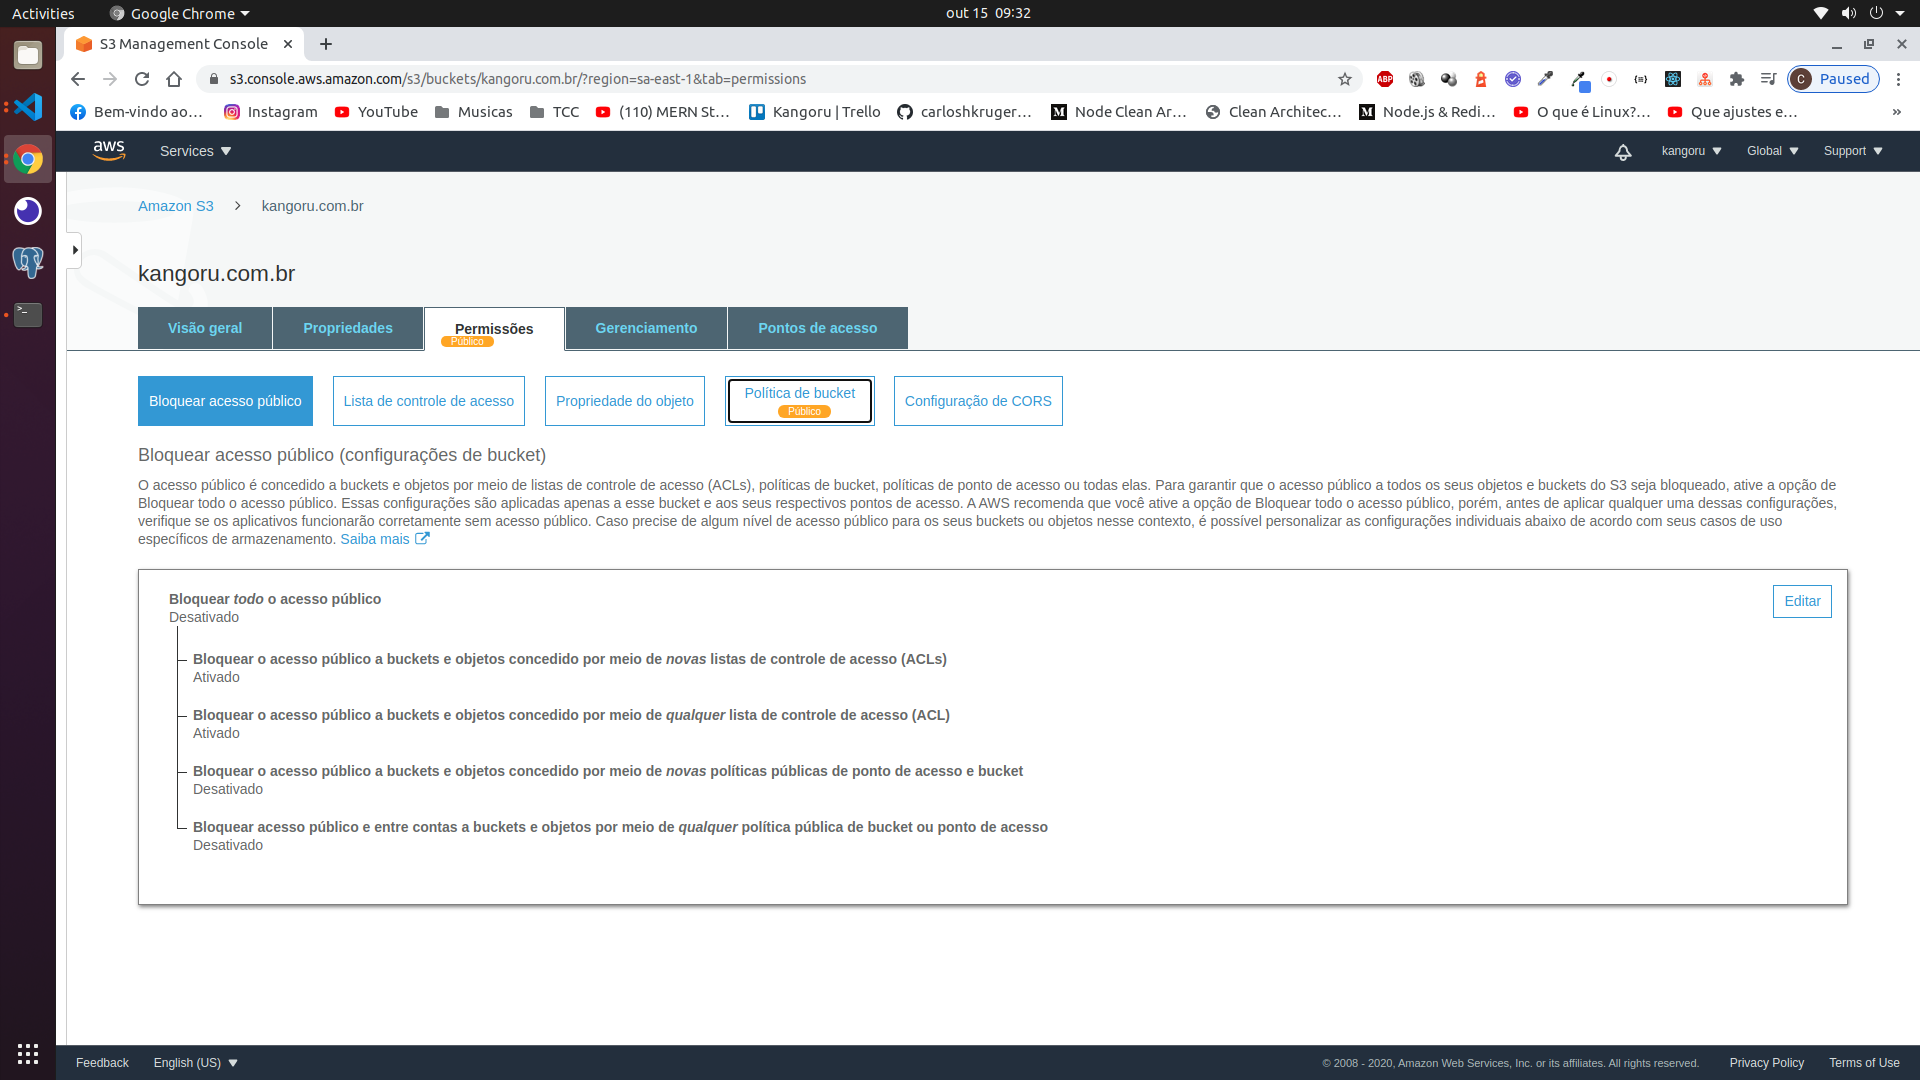 Activities
Google Chrome
out 15 09:32
S3 Management Console
s3.console.aws.amazon.com/s3/buckets/kangoru.com.br/?region=sa-east-1&tab=permissions
ABP
C Paused
Bem-vindo ao…
Instagram
YouTube
Musicas
TCC
(110) MERN St…
Kangoru | Trello
carloshkruger…
Node Clean Ar…
Clean Architec…
Node.js & Redi…
O que é Linux?…
Que ajustes e…
»
aws
Services
kangoru
Global
Support
Amazon S3 > kangoru.com.br
kangoru.com.br
Visão geral
Propriedades
Permissões
Público
Gerenciamento
Pontos de acesso
Bloquear acesso público
Lista de controle de acesso
Propriedade do objeto
Política de bucket
Público
Configuração de CORS
Bloquear acesso público (configurações de bucket)
O acesso público é concedido a buckets e objetos por meio de listas de controle de acesso (ACLs), políticas de bucket, políticas de ponto de acesso ou todas elas. Para garantir que o acesso público a todos os seus objetos e buckets do S3 seja bloqueado, ative a opção de
Bloquear todo o acesso público. Essas configurações são aplicadas apenas a esse bucket e aos seus respectivos pontos de acesso. A AWS recomenda que você ative a opção de Bloquear todo o acesso público, porém, antes de aplicar qualquer uma dessas configurações,
verifique se os aplicativos funcionarão corretamente sem acesso público. Caso precise de algum nível de acesso público para os seus buckets ou objetos nesse contexto, é possível personalizar as configurações individuais abaixo de acordo com seus casos de uso
específicos de armazenamento. Saiba mais
Bloquear todo o acesso público
Desativado
Editar
Bloquear o acesso público a buckets e objetos concedido por meio de novas listas de controle de acesso (ACLs)
Ativado
Bloquear o acesso público a buckets e objetos concedido por meio de qualquer lista de controle de acesso (ACL)
Ativado
Bloquear o acesso público a buckets e objetos concedido por meio de novas políticas públicas de ponto de acesso e bucket
Desativado
Bloquear acesso público e entre contas a buckets e objetos por meio de qualquer política pública de bucket ou ponto de acesso
Desativado
Feedback
English (US)
© 2008 - 2020, Amazon Web Services, Inc. or its affiliates. All rights reserved.
Privacy Policy
Terms of Use